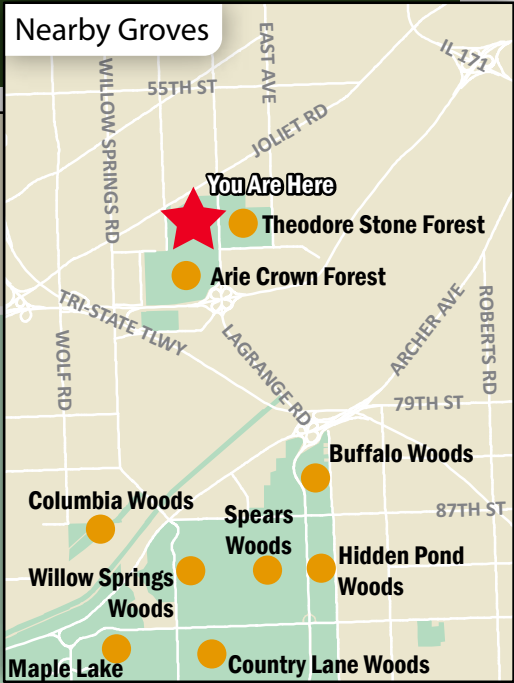 Nearby Groves
EAST AVE
IL 171
WILLOW SPRINGS RD
55TH ST
JOLIET RD
You Are Here
Theodore Stone Forest
Arie Crown Forest
TRI-STATE TLWY
LAGRANGE RD
ARCHER AVE
ROBERTS RD
WOLF RD
79TH ST
Buffalo Woods
Columbia Woods
Spears
Woods
87TH ST
Willow Springs
Woods
Hidden Pond
Woods
Maple Lake
Country Lane Woods